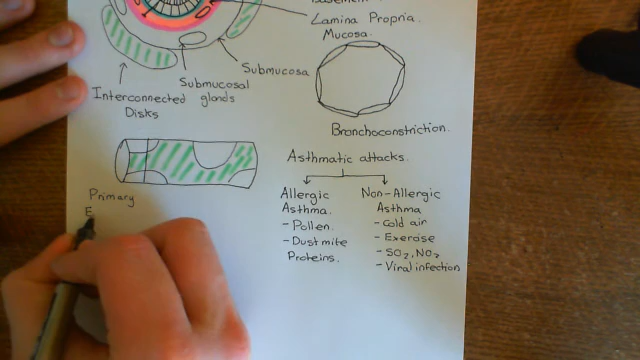 Lamina Propria.
Mucosa.
Submucosa
Submucosal
glands
Interconnected
Disks
Bronchoconstriction.
Asthmatic attacks.
Allergic
Asthma.
- Pollen.
- Dust mite
Proteins.
Non-Allergic
Asthma
- Cold air
- Exercise
- SO2, NO2
- Viral infection
Primary
E